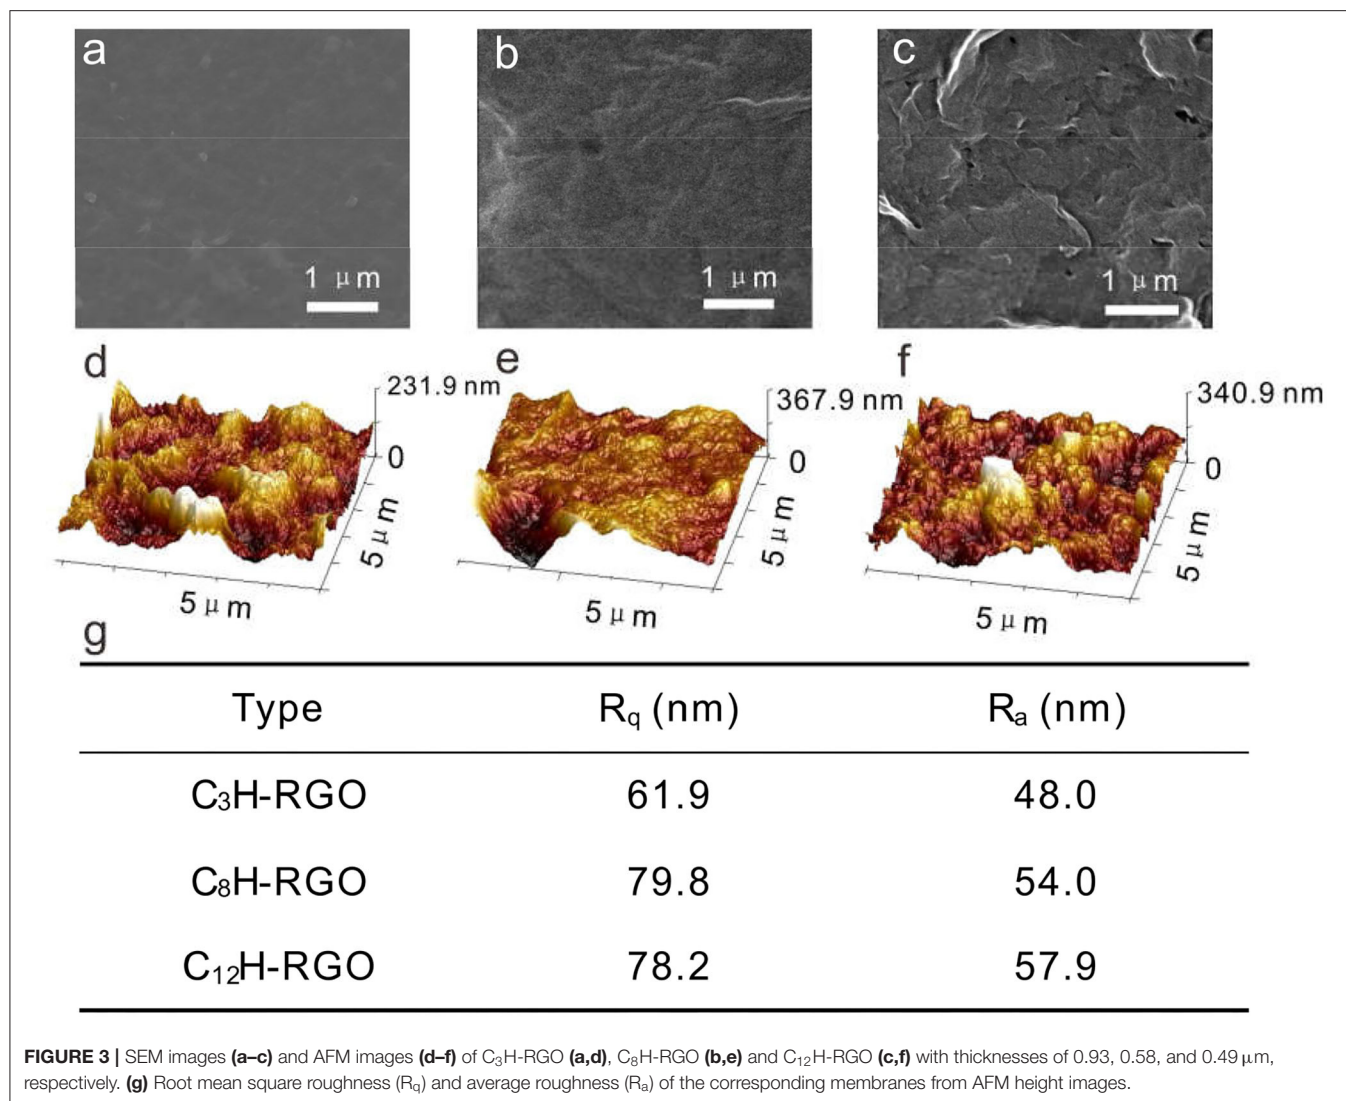 a
b
c
1 μm
1 μm
1 μm
d
e
f
231.9 nm
367.9 nm
340.9 nm
0
0
0
5 μm
5 μm
5 μm
5 μm
5 μm
5 μm
g
Type Rq (nm) Ra (nm)
C3H-RGO 61.9 48.0
C8H-RGO 79.8 54.0
C12H-RGO 78.2 57.9
FIGURE 3 | SEM images (a–c) and AFM images (d–f) of C3H-RGO (a,d), C8H-RGO (b,e) and C12H-RGO (c,f) with thicknesses of 0.93, 0.58, and 0.49 μm,
respectively. (g) Root mean square roughness (Rq) and average roughness (Ra) of the corresponding membranes from AFM height images.